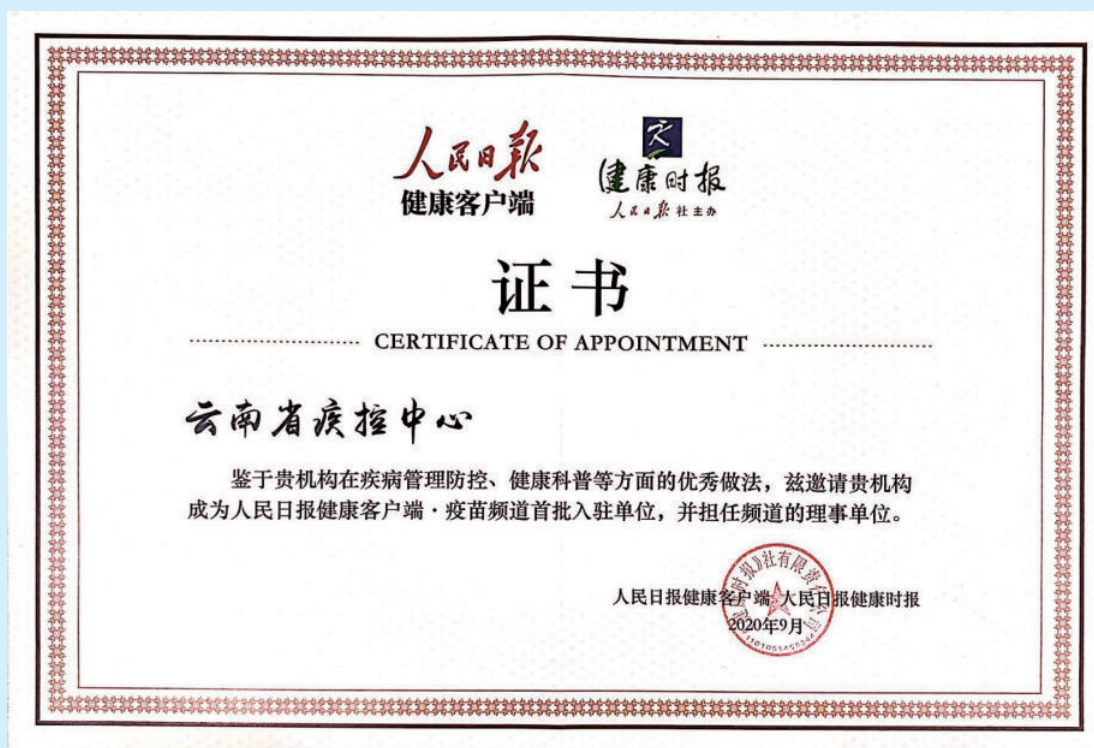 人民日报
健康客户端
健康时报
人民日报 社主办
证书
CERTIFICATE OF APPOINTMENT
云南省疾控中心
鉴于贵机构在疾病管理防控、健康科普等方面的优秀做法，兹邀请贵机构
成为人民日报健康客户端·疫苗频道首批入驻单位，并担任频道的理事单位。
人民日报健康客户端 人民日报健康时报
2020年9月